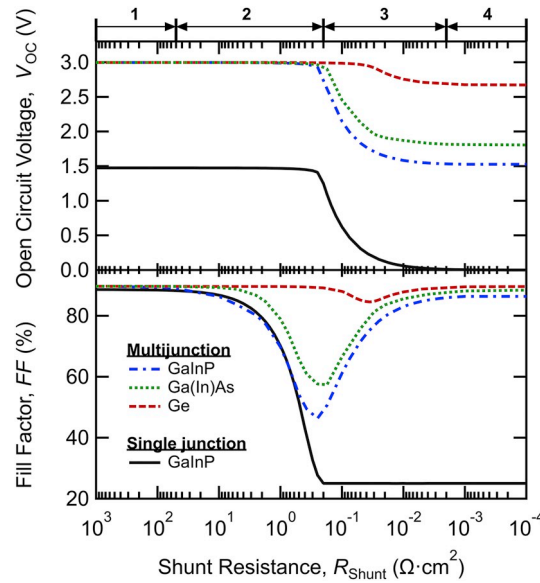 1 2 3 4
Open Circuit Voltage, V_OC (V)
3.0
2.5
2.0
1.5
1.0
0.5
0.0
Fill Factor, FF (%)
80
60
40
20
Multijunction
GaInP
Ga(In)As
Ge
Single junction
GaInP
10³ 10² 10¹ 10⁰ 10⁻¹ 10⁻² 10⁻³ 10⁻⁴
Shunt Resistance, R_Shunt (Ω·cm²)